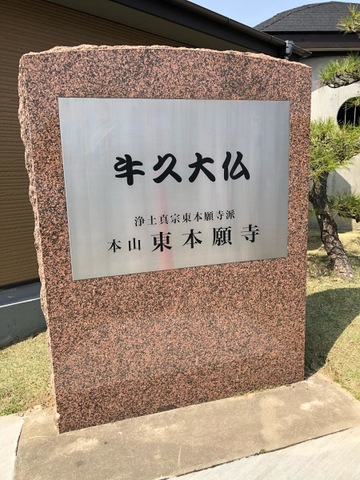 牛久大仏
浄土真宗東本願寺派
本山 東本願寺